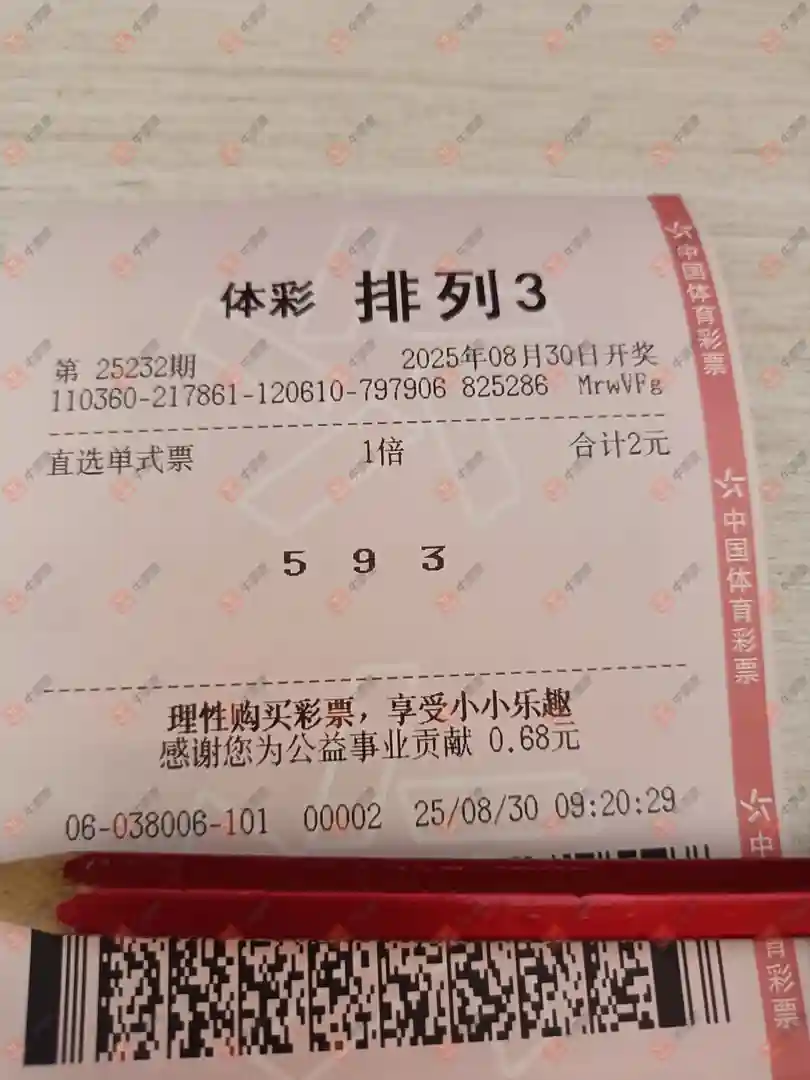 体彩 排列3
第 25232期 2025年08月30日开奖
110360-217861-120610-797906 825286 MrwVPg
直选单式票 1倍 合计2元
5 9 3
理性购买彩票，享受小小乐趣
感谢您为公益事业贡献 0.68元
06-038006-101 00002 25/08/30 09:20:29
中国体育彩票
中国体育彩票
中
育彩票